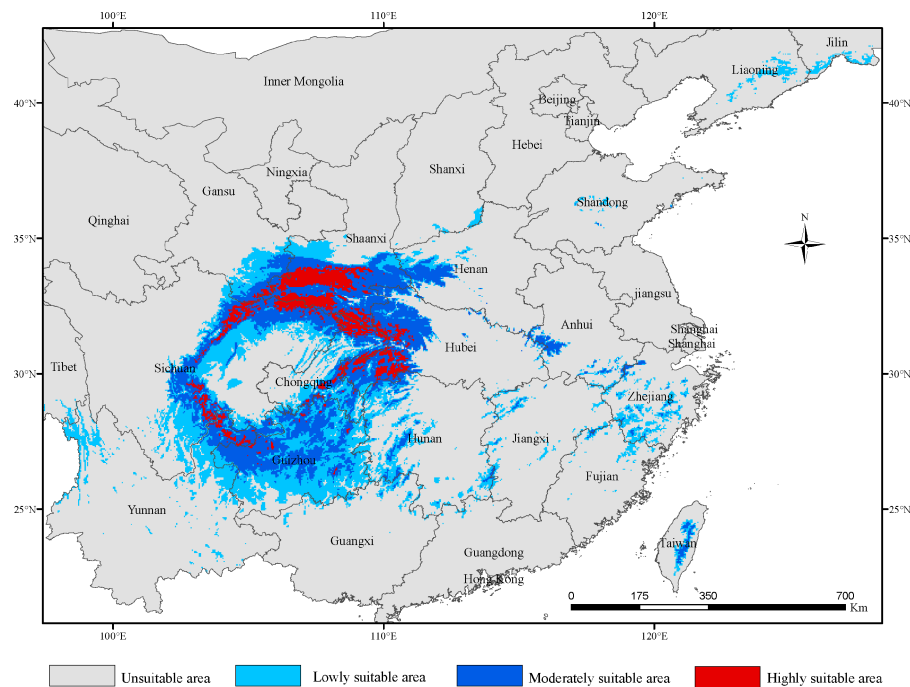 100°E 110°E 120°E
Jilin
Liaoning
Inner Mongolia
40°N 40°N
Beijing
Tianjin
Hebei
Shanxi
Ningxia
Gansu
Shandong
Qinghai
N
35°N 35°N
Shaanxi
Henan
jiangsu
Anhui
Shanghai
Shanghai
Hubei
Tibet
Sichuan
30°N 30°N
Chongqing
Zhejiang
Hunan
Jiangxi
Guizhou
Fujian
25°N 25°N
Yunnan
Guangxi
Taiwan
Guangdong
Hong Kong
0 175 350 700
Km
100°E 110°E 120°E
Unsuitable area Lowly suitable area Moderately suitable area Highly suitable area